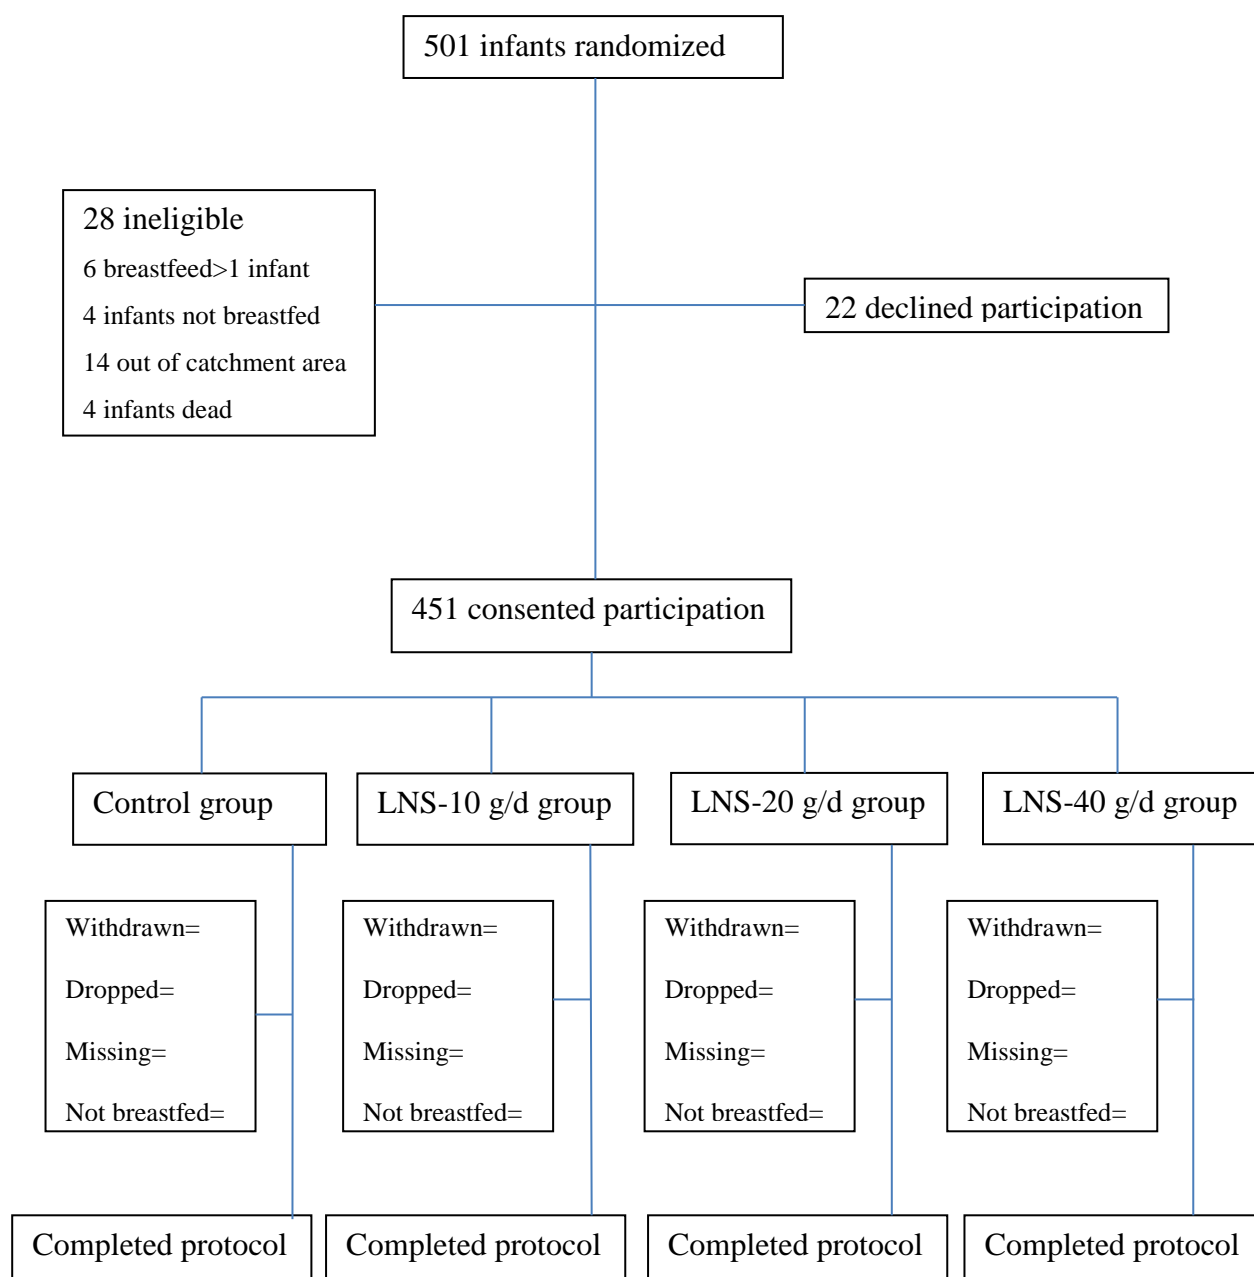 501 infants randomized
28 ineligible
6 breastfeed>1 infant
4 infants not breastfed
14 out of catchment area
4 infants dead
22 declined participation
451 consented participation
Control group
LNS-10 g/d group
LNS-20 g/d group
LNS-40 g/d group
Withdrawn=
Dropped=
Missing=
Not breastfed=
Withdrawn=
Dropped=
Missing=
Not breastfed=
Withdrawn=
Dropped=
Missing=
Not breastfed=
Withdrawn=
Dropped=
Missing=
Not breastfed=
Completed protocol
Completed protocol
Completed protocol
Completed protocol